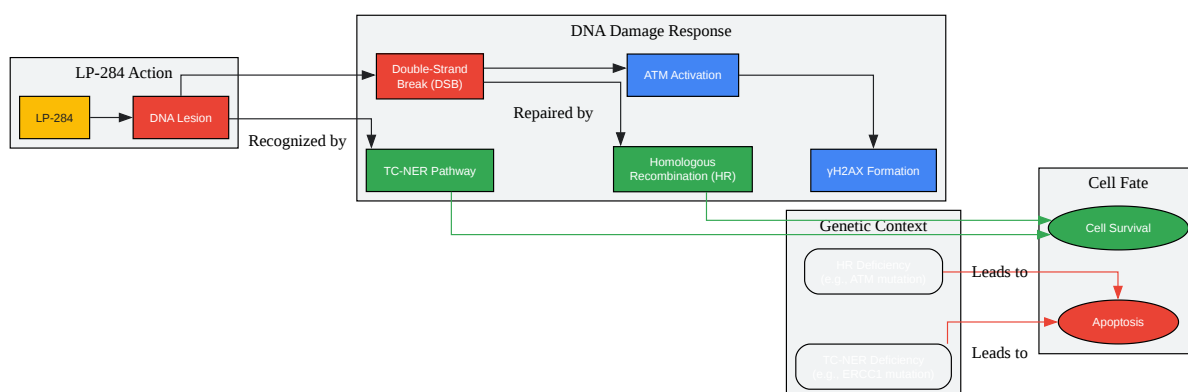 DNA Damage Response
LP-284 Action
Double-Strand
Break (DSB)
ATM Activation
LP-284
DNA Lesion
Repaired by
Recognized by
TC-NER Pathway
Homologous
Recombination (HR)
γH2AX Formation
Cell Fate
Genetic Context
Cell Survival
HR Deficiency
(e.g., ATM mutation)
Leads to
Apoptosis
TC-NER Deficiency
(e.g., ERCC1 mutation)
Leads to